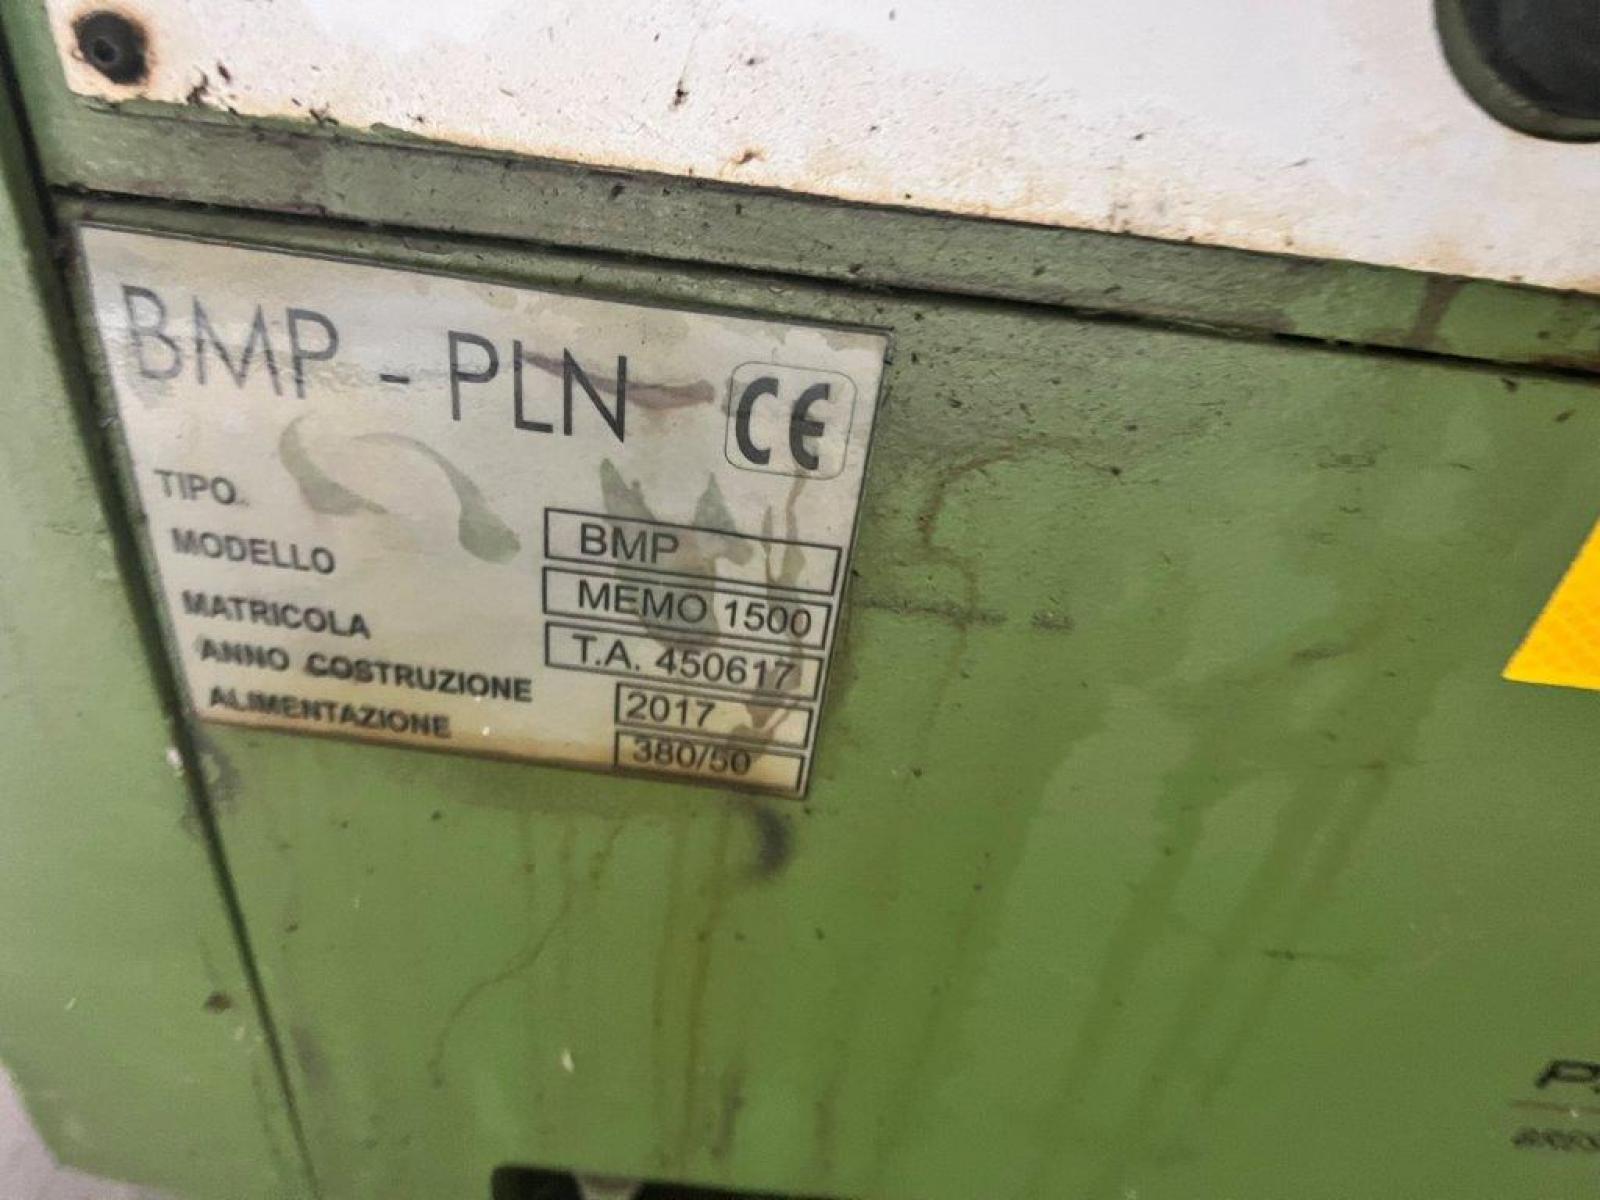 BMP - PLN CE
TIPO. BMP
MODELLO MEMO 1500
MATRICOLA T.A. 450617
ANNO COSTRUZIONE 2017
ALIMENTAZIONE 380/50